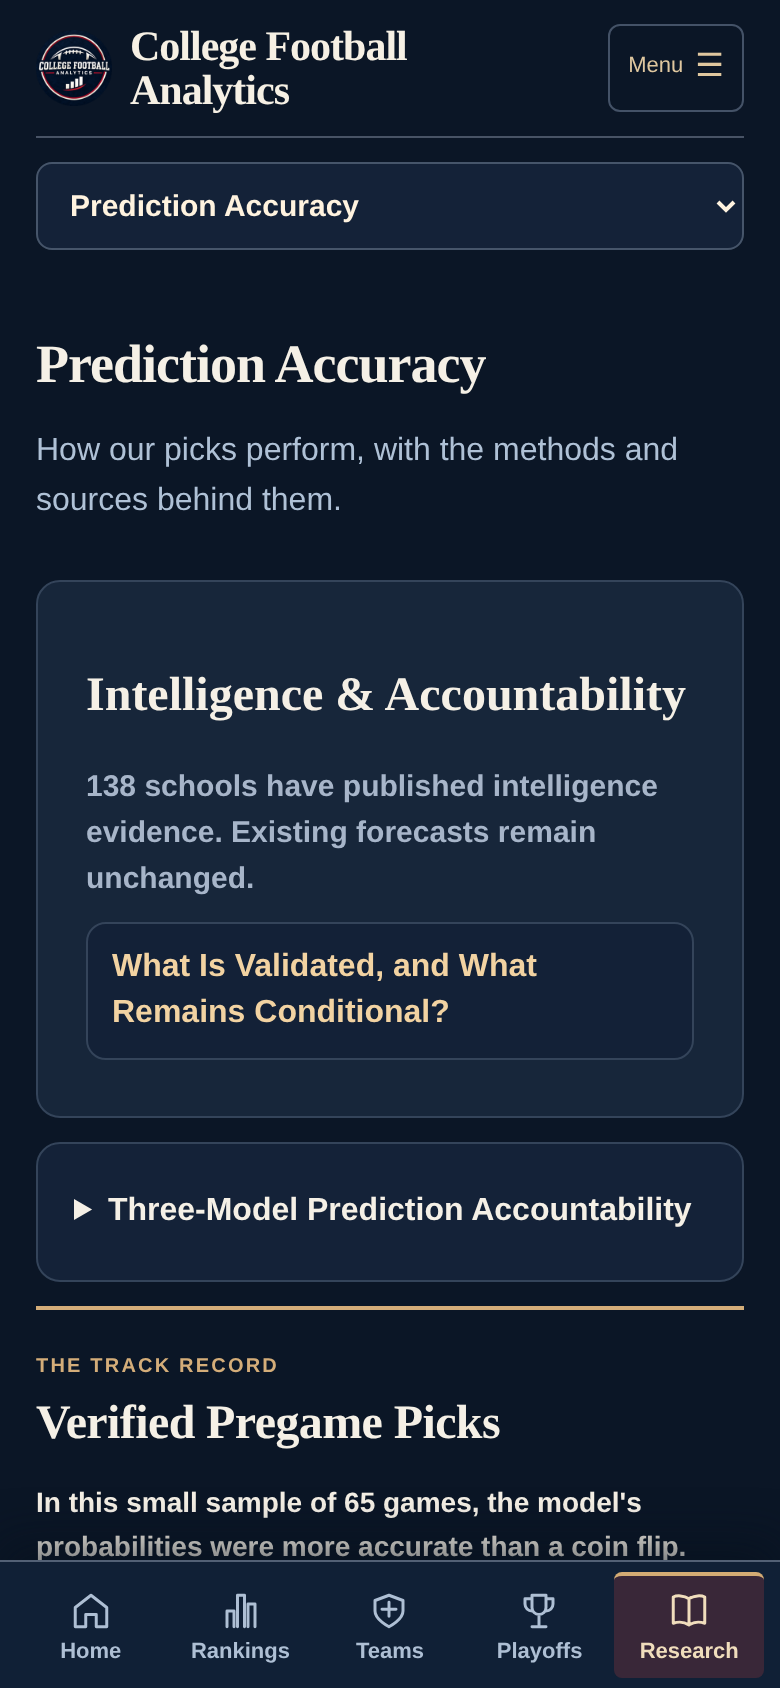 COLLEGE FOOTBALL
ANALYTICS
College Football
Analytics
Menu
Prediction Accuracy
Prediction Accuracy
How our picks perform, with the methods and
sources behind them.
Intelligence & Accountability
138 schools have published intelligence
evidence. Existing forecasts remain
unchanged.
What Is Validated, and What
Remains Conditional?
Three-Model Prediction Accountability
THE TRACK RECORD
Verified Pregame Picks
In this small sample of 65 games, the model's
probabilities were more accurate than a coin flip.
Home
Rankings
Teams
Playoffs
Research